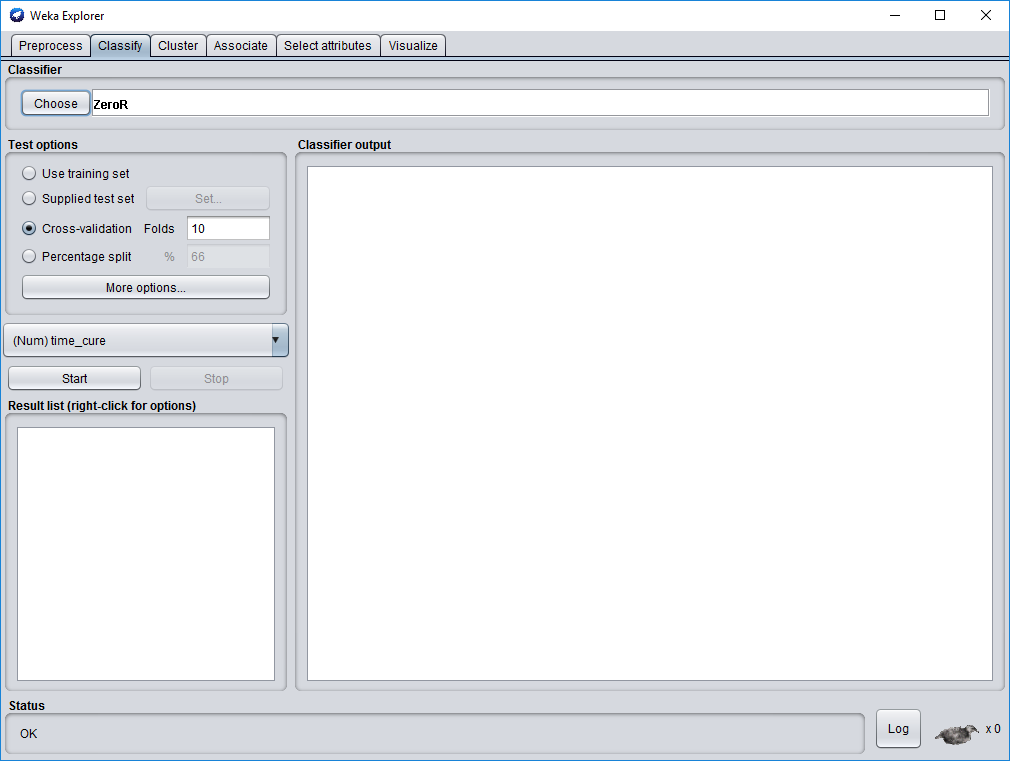 Weka Explorer
Preprocess Classify Cluster Associate Select attributes Visualize
Classifier
Choose ZeroR
Test options
Use training set
Supplied test set Set...
Cross-validation Folds 10
Percentage split % 66
More options...
(Num) time_cure
Start Stop
Result list (right-click for options)
Classifier output
Status
OK
Log x 0